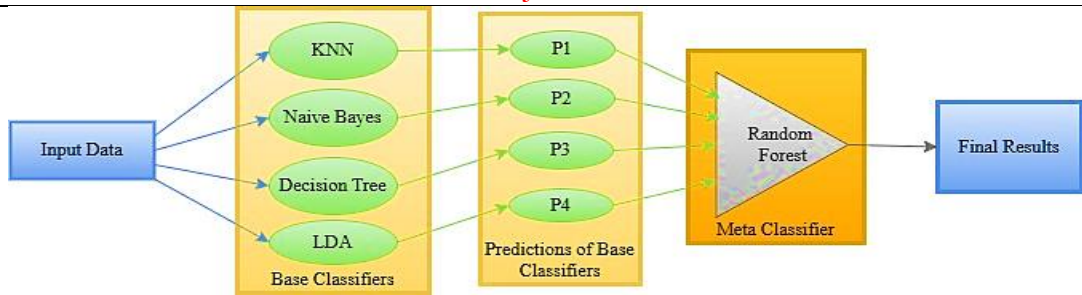 Input Data
KNN
Naive Bayes
Decision Tree
LDA
Base Classifiers
P1
P2
P3
P4
Predictions of Base
Classifiers
Random
Forest
Meta Classifier
Final Results